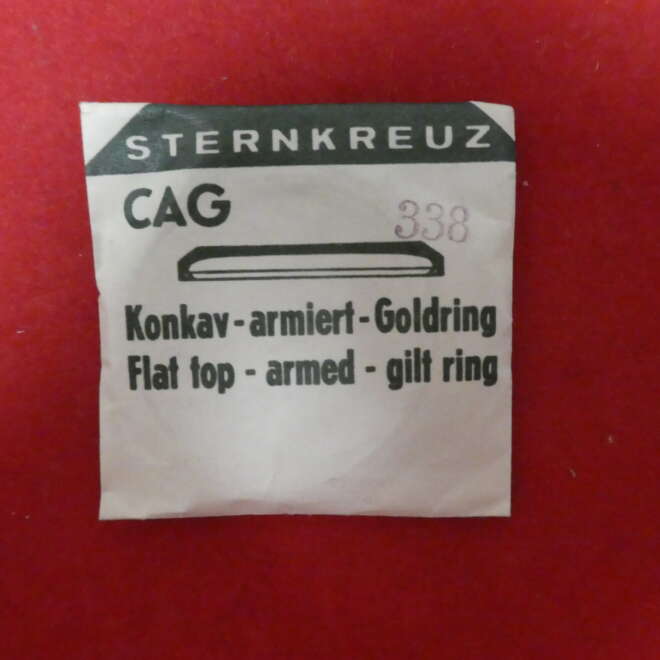 STERNKREUZ
CAG 338
Konkav-armiert-Goldring
Flat top - armed - gilt ring